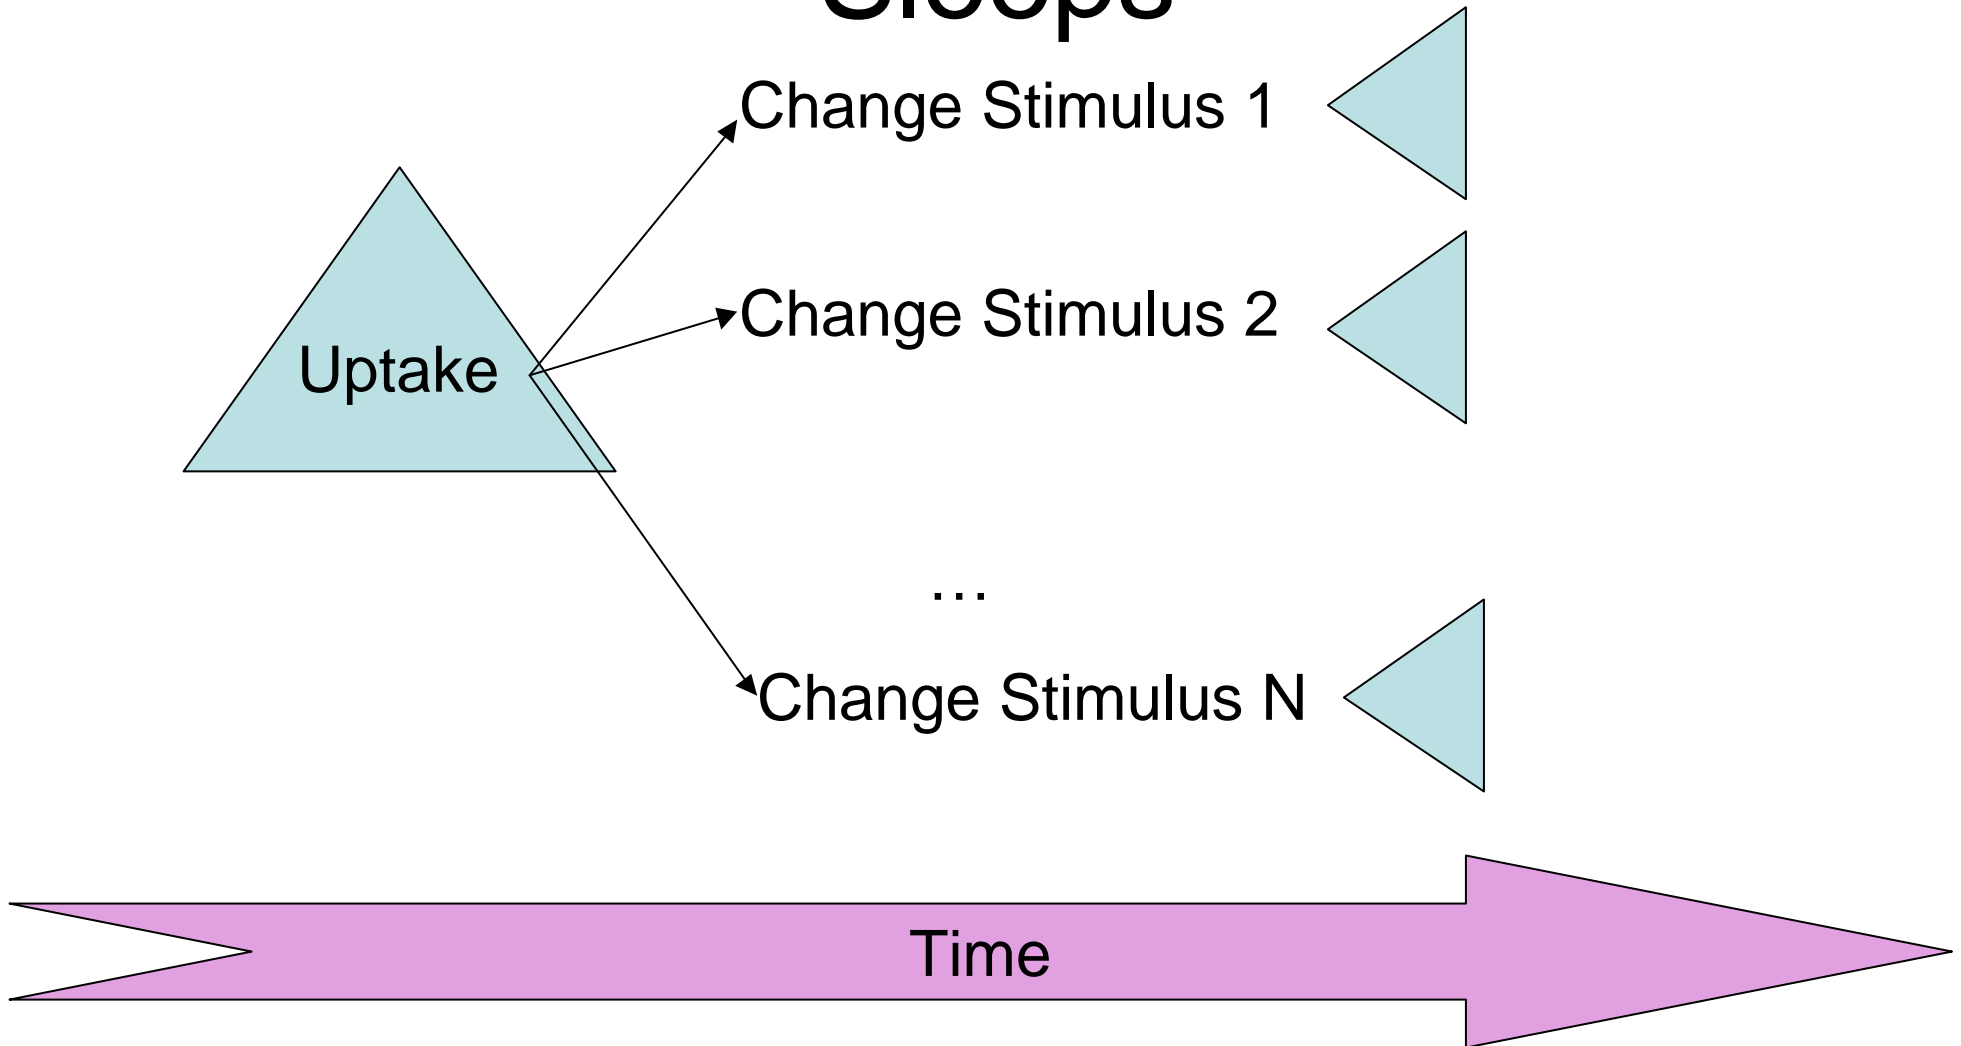 Change Stimulus 1
Change Stimulus 2
Uptake
…
Change Stimulus N
Time